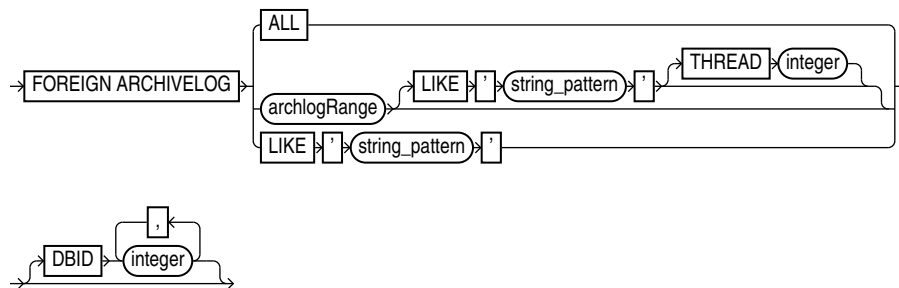 ALL
FOREIGN ARCHIVELOG
THREAD integer
LIKE ' string_pattern '
archlogRange
LIKE ' string_pattern '
,
DBID integer